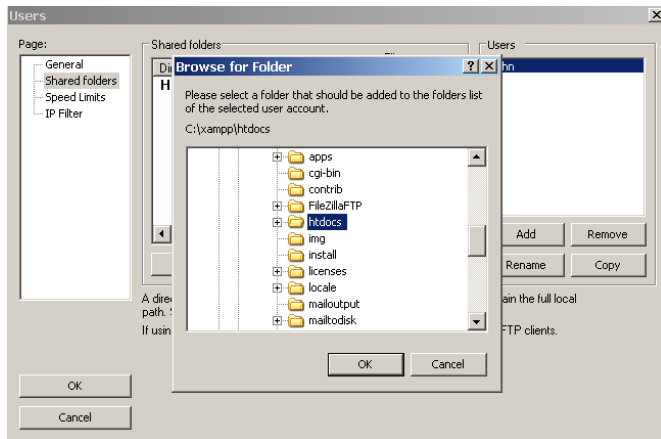 Users
Page:
General
Shared folders
Speed Limits
IP Filter
Shared folders
H
Browse for Folder
Please select a folder that should be added to the folders list
of the selected user account.
C:\xampp\htdocs
apps
cgi-bin
contrib
FileZillaFTP
htdocs
img
install
licenses
locale
mailoutput
mailtodisk
OK
Cancel
Users
hn
Add
Remove
Rename
Copy
A dire
ain the full local
path.
If usin
FTP clients.
OK
Cancel